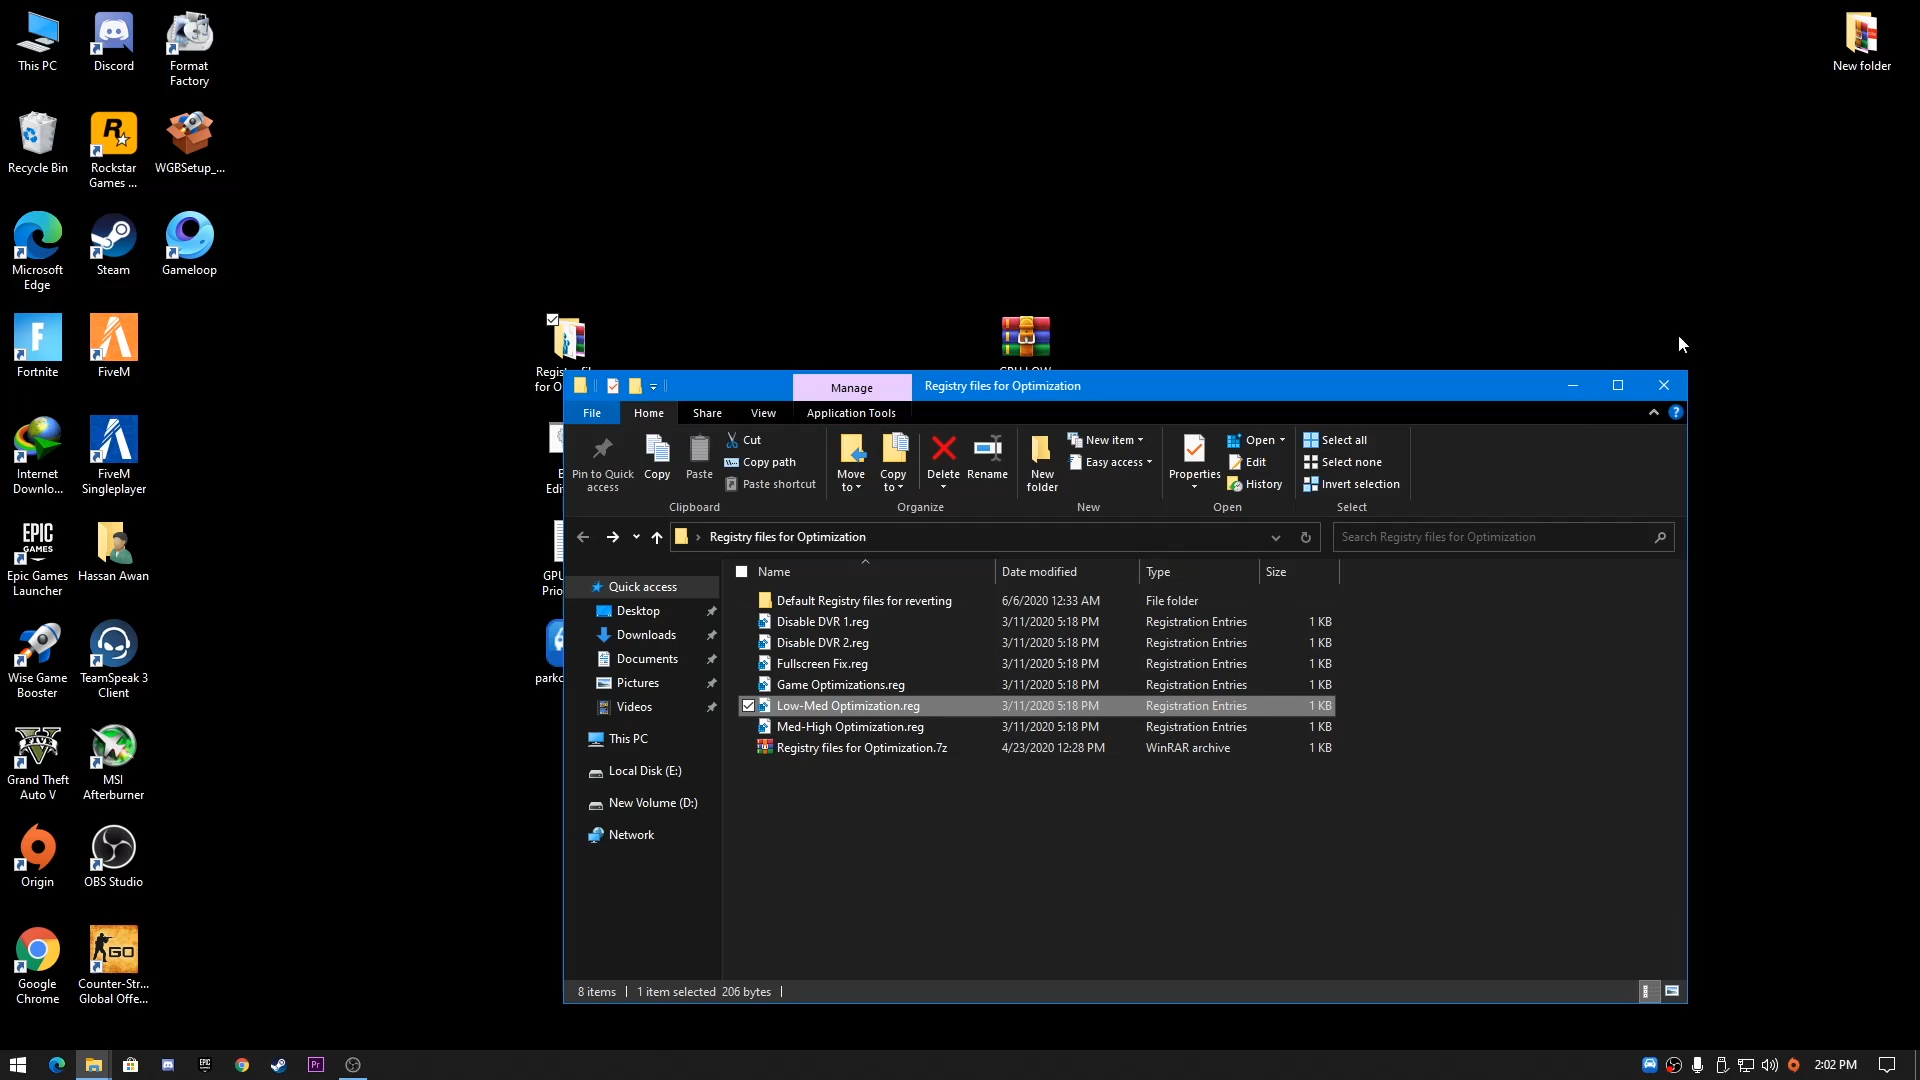 This PC
Discord
Format
Factory
New folder
Recycle Bin
Rockstar
Games ...
WGBSetup_...
Microsoft
Edge
Steam
Gameloop
Fortnite
FiveM
Internet
Downlo...
FiveM
Singleplayer
EPIC
GAMES
Epic Games
Launcher
Hassan Awan
Wise Game
Booster
TeamSpeak 3
Client
Grand Theft
Auto V
MSI
Afterburner
Origin
OBS Studio
Google
Chrome
GO
Counter-Str...
Global Offe...
for O
Edi
GPU
Prio
parkc
Manage
Registry files for Optimization
File
Home
Share
View
Application Tools
Pin to Quick
access
Copy
Paste
Cut
Copy path
Paste shortcut
Clipboard
Move
to
Copy
to
Delete
Rename
Organize
New
folder
New item
Easy access
New
Properties
Open
Edit
History
Open
Select all
Select none
Invert selection
Select
Registry files for Optimization
Search Registry files for Optimization
Quick access
Desktop
Downloads
Documents
Pictures
Videos
This PC
Local Disk (E:)
New Volume (D:)
Network
Name Date modified Type Size
Default Registry files for reverting 6/6/2020 12:33 AM File folder
Disable DVR 1.reg 3/11/2020 5:18 PM Registration Entries 1 KB
Disable DVR 2.reg 3/11/2020 5:18 PM Registration Entries 1 KB
Fullscreen Fix.reg 3/11/2020 5:18 PM Registration Entries 1 KB
Game Optimizations.reg 3/11/2020 5:18 PM Registration Entries 1 KB
Low-Med Optimization.reg 3/11/2020 5:18 PM Registration Entries 1 KB
Med-High Optimization.reg 3/11/2020 5:18 PM Registration Entries 1 KB
Registry files for Optimization.7z 4/23/2020 12:28 PM WinRAR archive 1 KB
8 items
1 item selected 206 bytes
Pr
2:02 PM